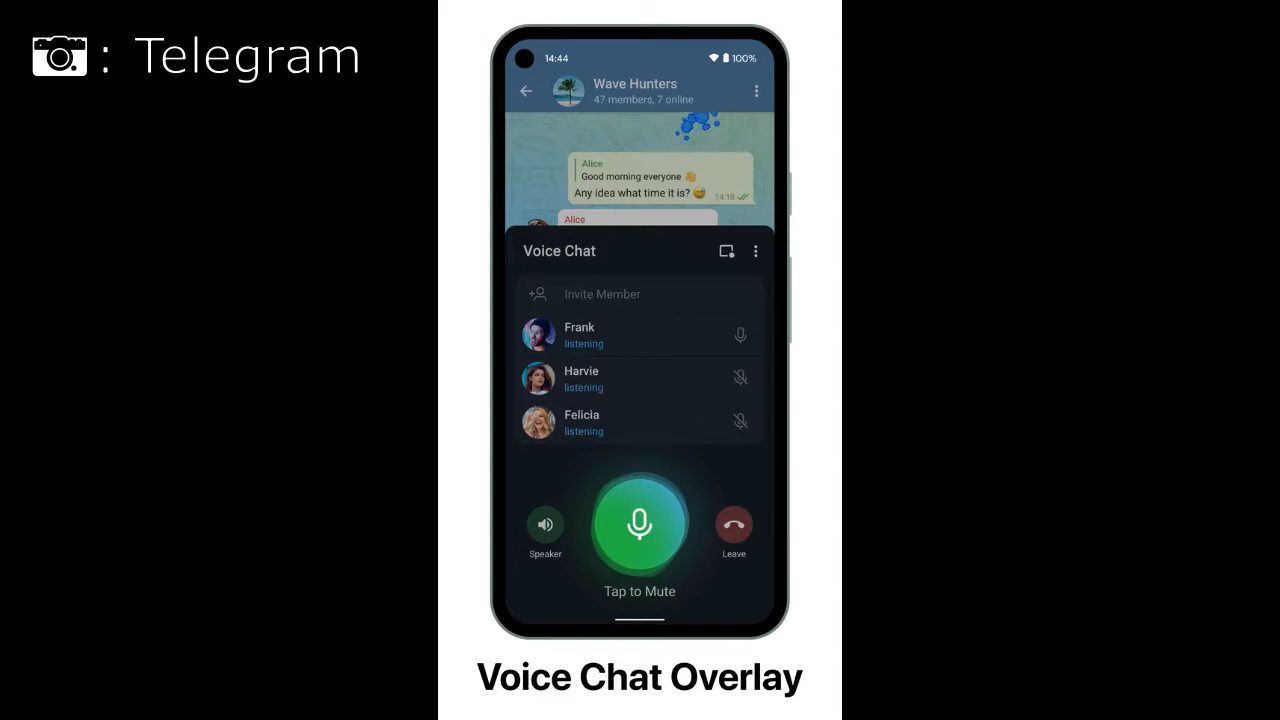 : Telegram
14:44
100%
Wave Hunters
47 members, 7 online
Alice
Good morning everyone 👋
Any idea what time it is? 😅
14:18
Alice
Voice Chat
Invite Member
Frank
listening
Harvie
listening
Felicia
listening
Speaker
Leave
Tap to Mute
Voice Chat Overlay